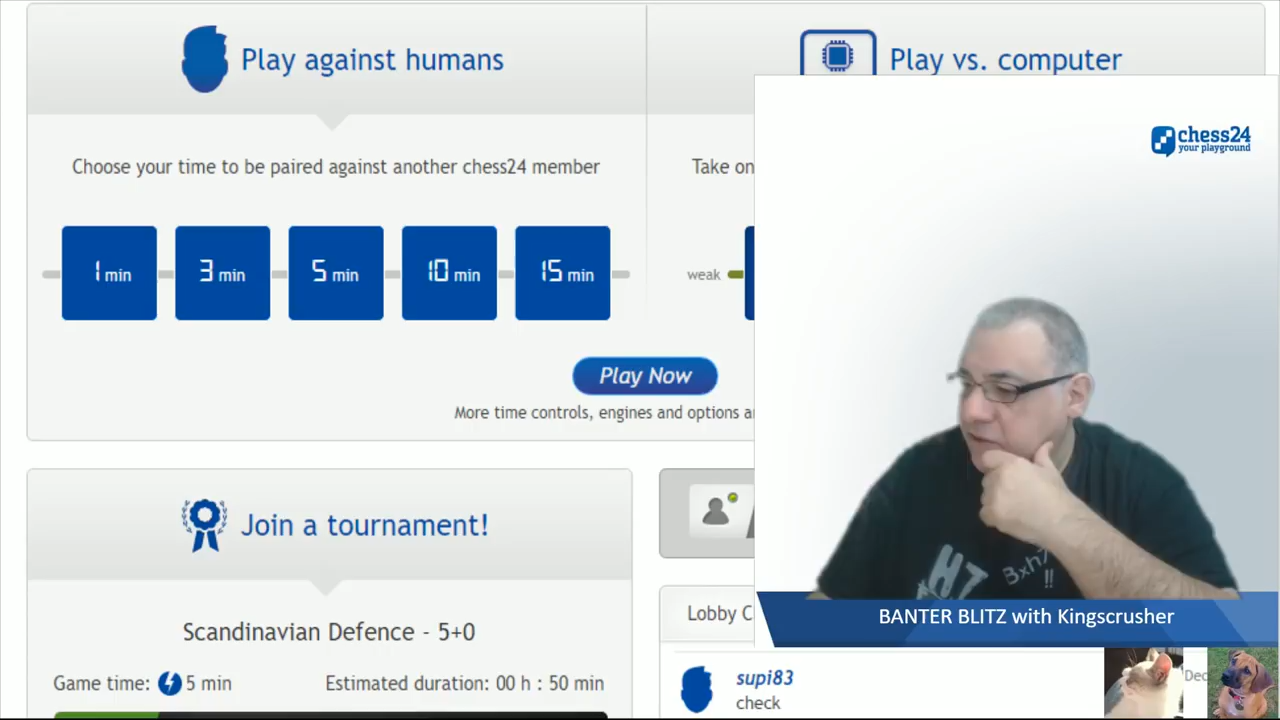 Play against humans
Play vs. computer
chess24
your playground
Choose your time to be paired against another chess24 member
Take on
1 min
3 min
5 min
10 min
15 min
weak
Play Now
More time controls, engines and options
Join a tournament!
Bxh7
!!
Lobby
BANTER BLITZ with Kingscrusher
Scandinavian Defence - 5+0
Game time: 5 min
Estimated duration: 00 h : 50 min
supi83
Dec
check